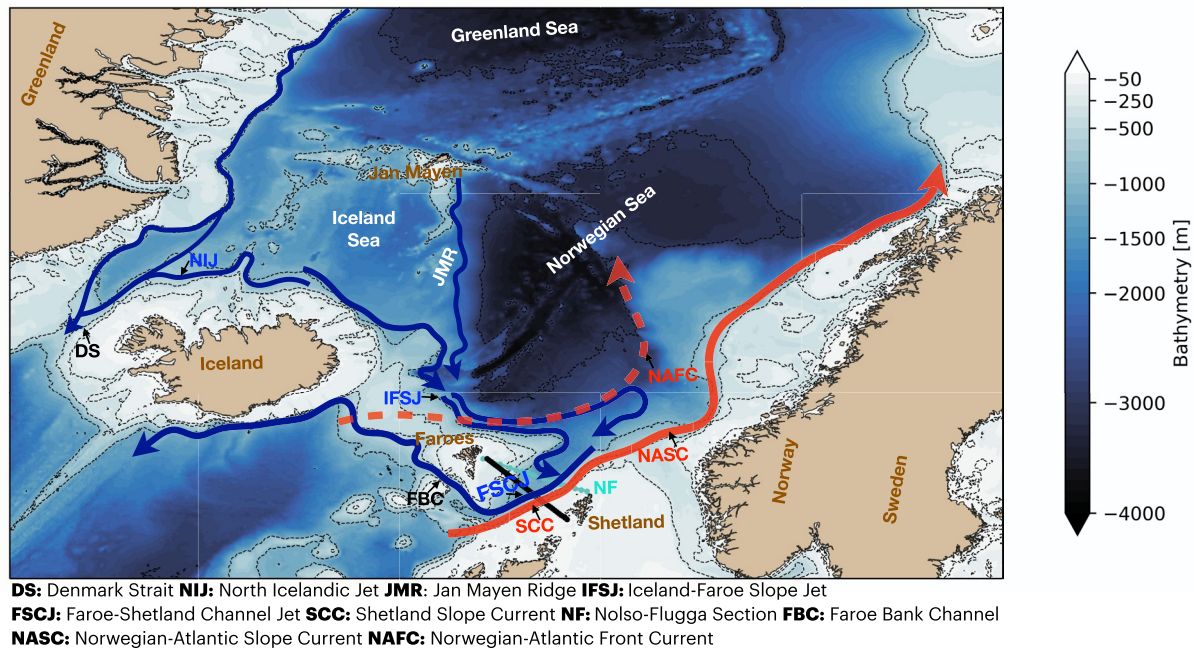 Greenland Sea
Greenland
Jan Mayen
Iceland
Sea
Norwegian Sea
JMR
NIJ
DS
Iceland
IFSJ
NAFC
Faroes
NASC
FSCJ
FBC
NF
SCC
Shetland
Norway
Sweden
−50
−250
−500
−1000
−1500
−2000
−3000
−4000
Bathymetry [m]
DS: Denmark Strait NIJ: North Icelandic Jet JMR: Jan Mayen Ridge IFSJ: Iceland-Faroe Slope Jet
FSCJ: Faroe-Shetland Channel Jet SCC: Shetland Slope Current NF: Nolso-Flugga Section FBC: Faroe Bank Channel
NASC: Norwegian-Atlantic Slope Current NAFC: Norwegian-Atlantic Front Current